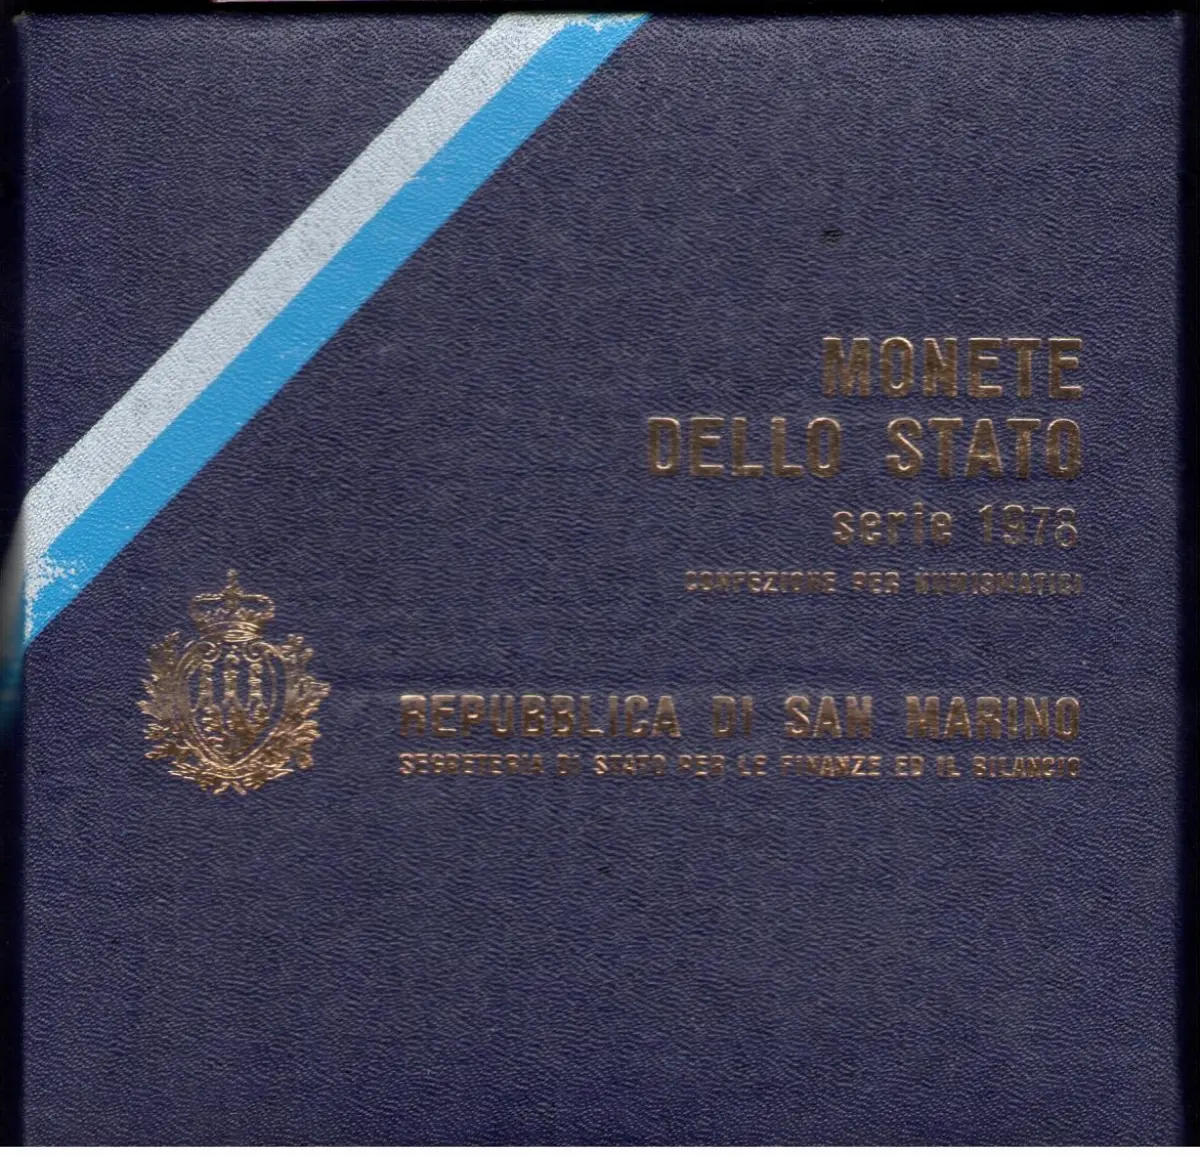 MONETE
DELLO STATO
serie 1978
CONFEZIONE PER NUMISMATICI
REPUBBLICA DI SAN MARINO
SEGRETERIA DI STATO PER LE FINANZE ED IL BILANCIO